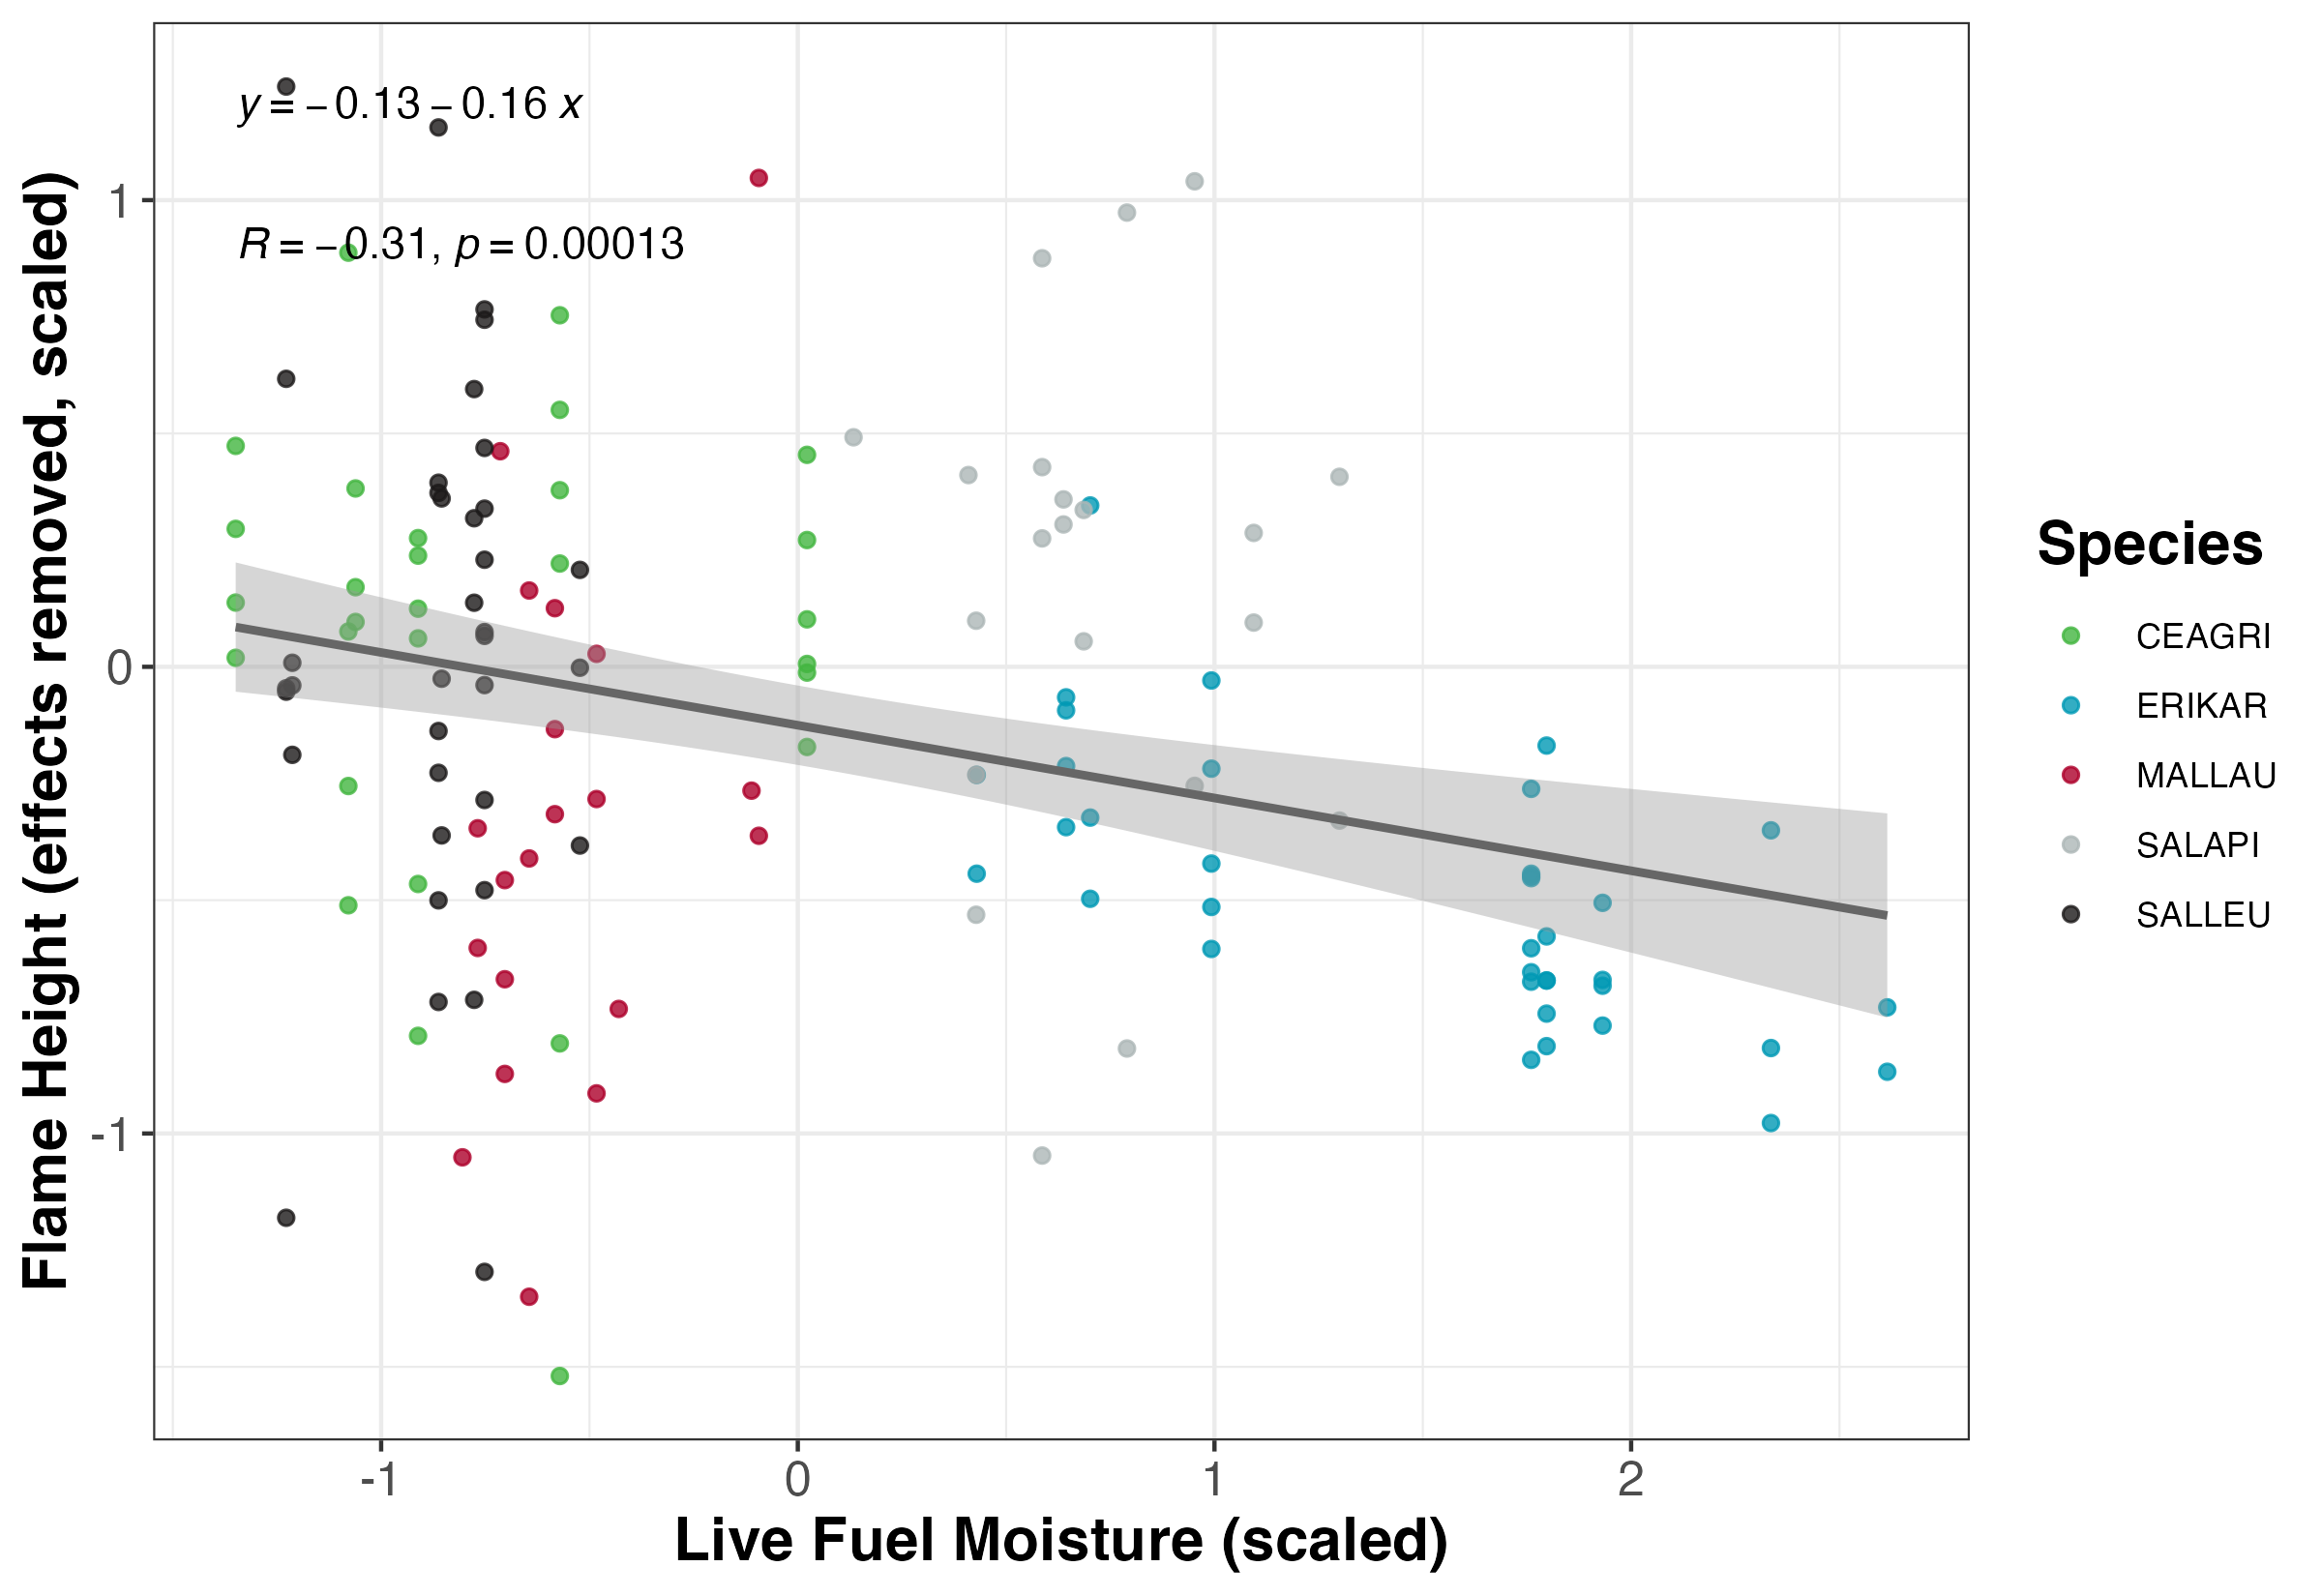 y = −0.13 − 0.16 x
R = −0.31, p = 0.00013
1
0
-1
Flame Height (effects removed, scaled)
-1 0 1 2
Live Fuel Moisture (scaled)
Species
CEAGRI
ERIKAR
MALLAU
SALAPI
SALLEU